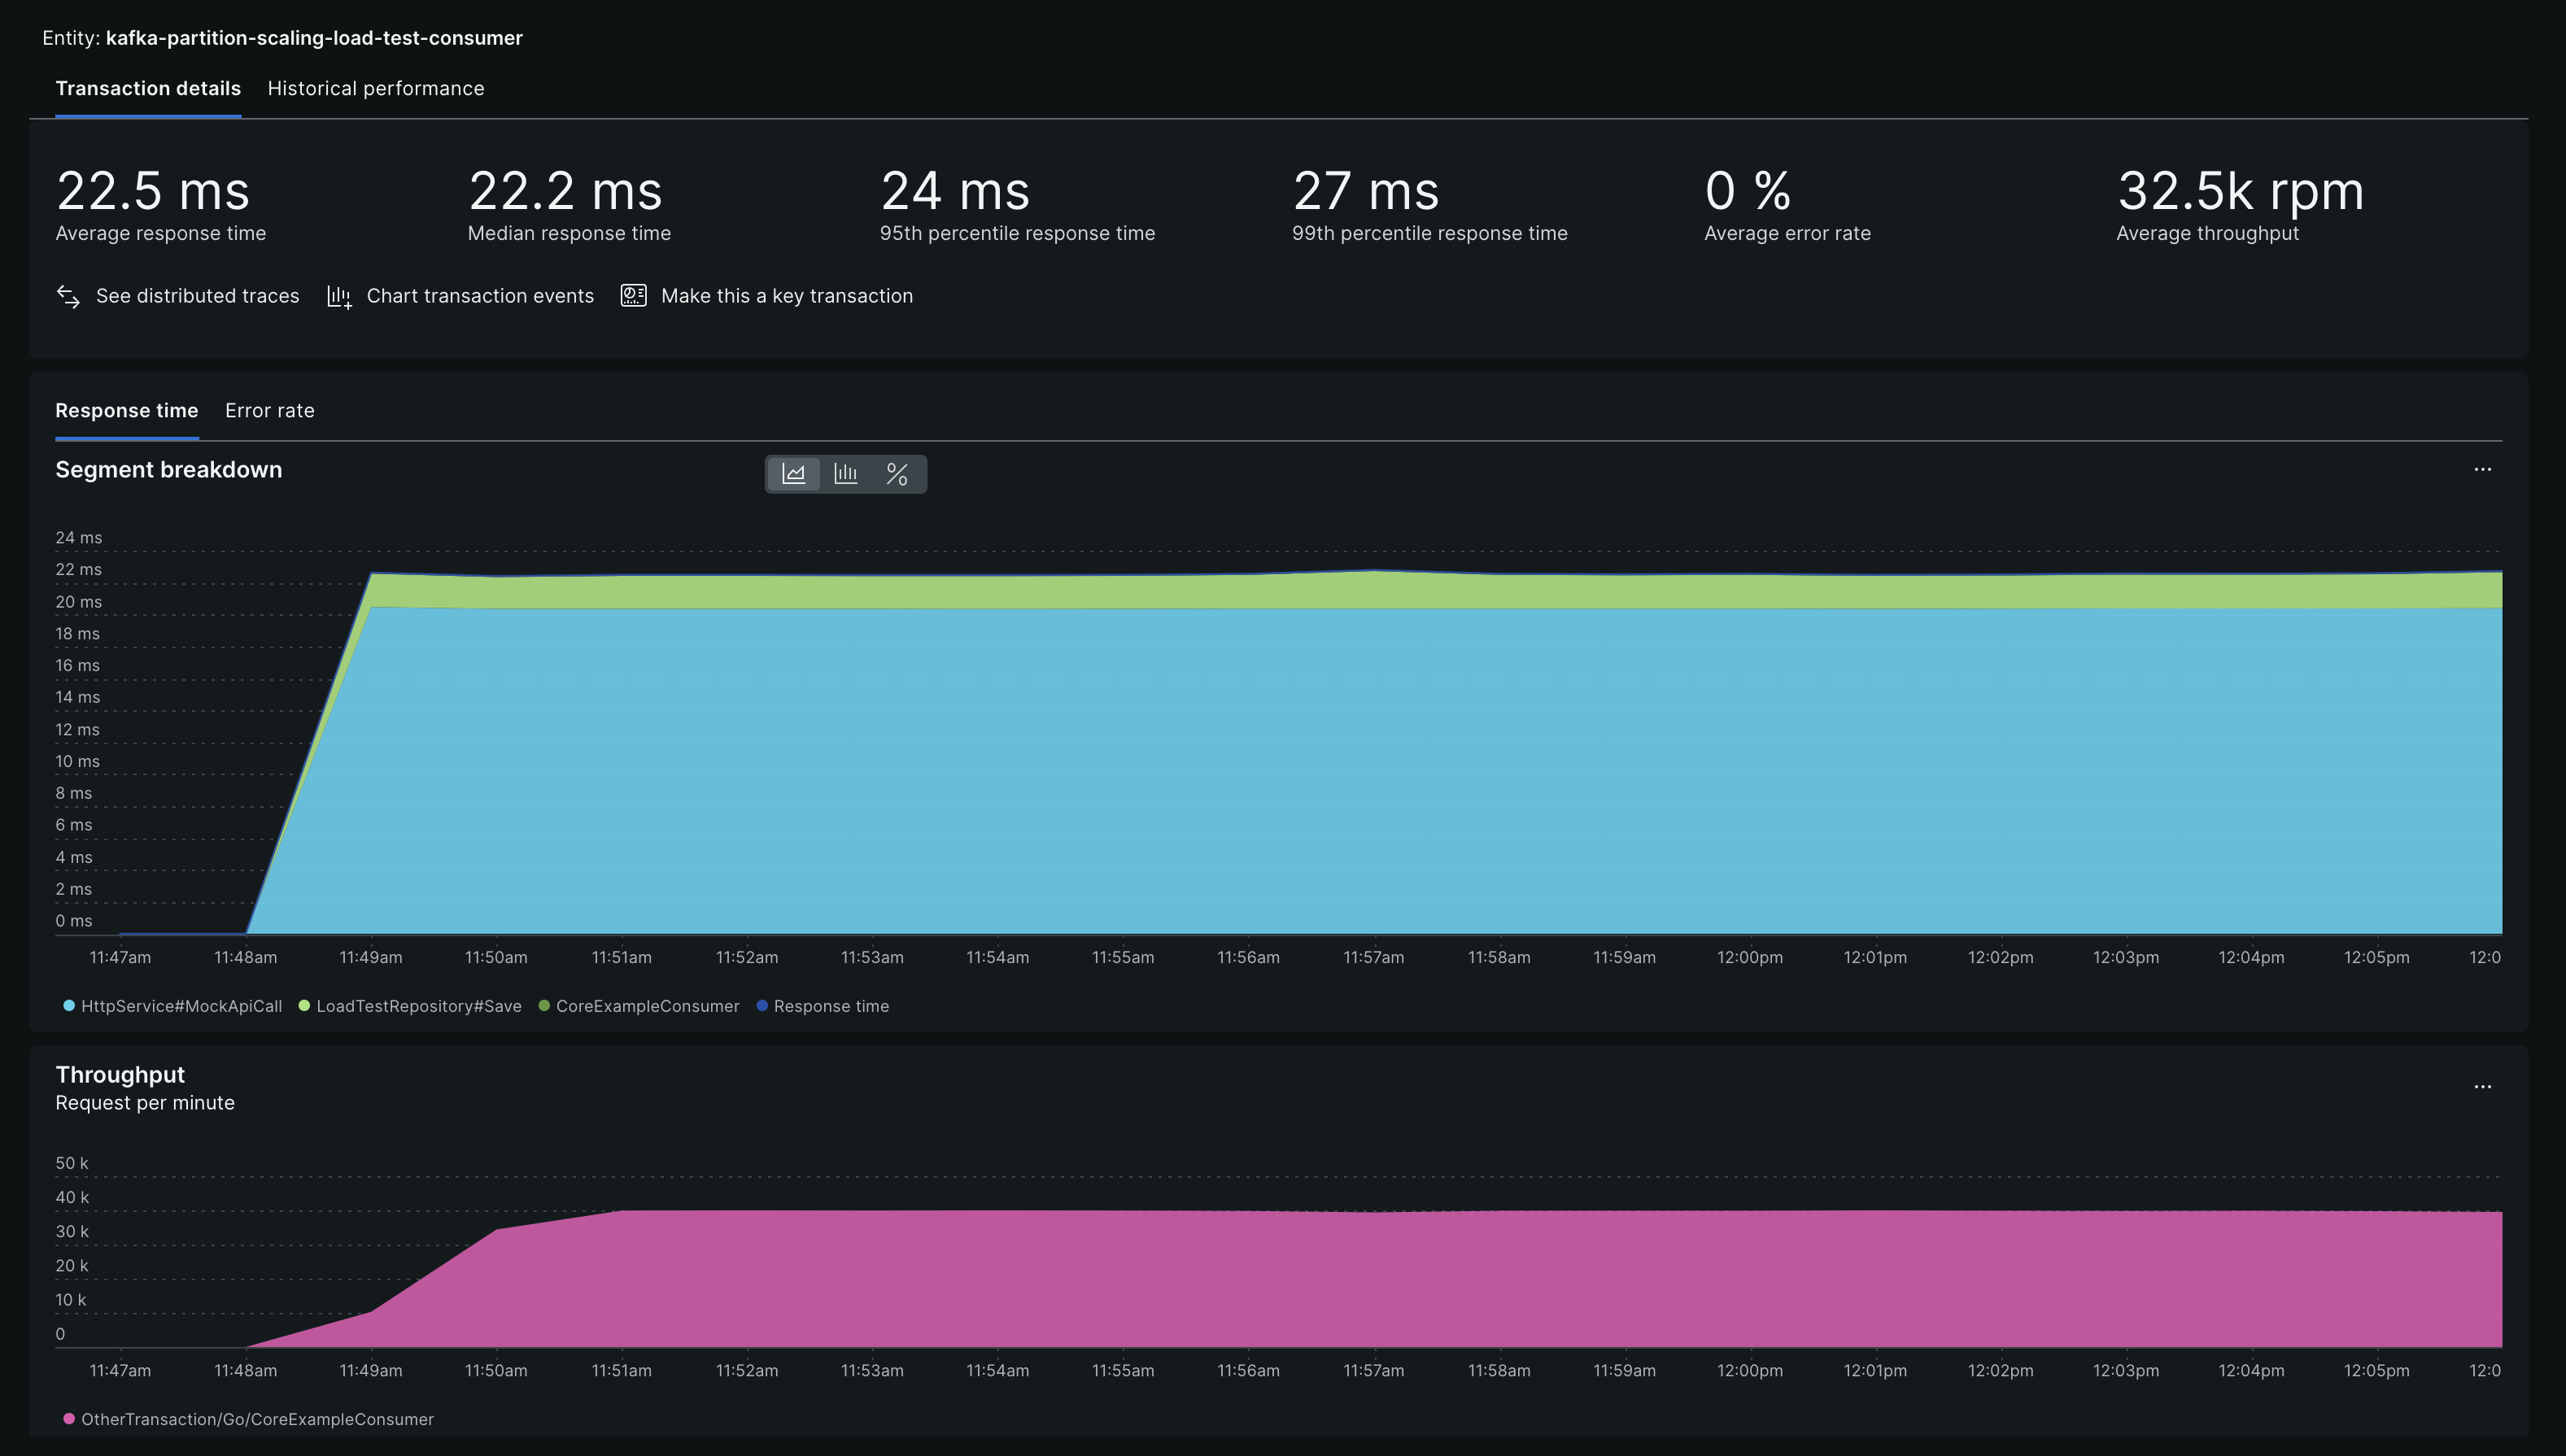 Entity: kafka-partition-scaling-load-test-consumer
Transaction details Historical performance
22.5 ms 22.2 ms 24 ms 27 ms 0 % 32.5k rpm
Average response time Median response time 95th percentile response time 99th percentile response time Average error rate Average throughput
See distributed traces Chart transaction events Make this a key transaction
Response time Error rate
Segment breakdown %
24 ms
22 ms
20 ms
18 ms
16 ms
14 ms
12 ms
10 ms
8 ms
6 ms
4 ms
2 ms
0 ms
11:47am 11:48am 11:49am 11:50am 11:51am 11:52am 11:53am 11:54am 11:55am 11:56am 11:57am 11:58am 11:59am 12:00pm 12:01pm 12:02pm 12:03pm 12:04pm 12:05pm 12:0
HttpService#MockApiCall LoadTestRepository#Save CoreExampleConsumer Response time
Throughput
Request per minute
50 k
40 k
30 k
20 k
10 k
0
11:47am 11:48am 11:49am 11:50am 11:51am 11:52am 11:53am 11:54am 11:55am 11:56am 11:57am 11:58am 11:59am 12:00pm 12:01pm 12:02pm 12:03pm 12:04pm 12:05pm 12:0
OtherTransaction/Go/CoreExampleConsumer